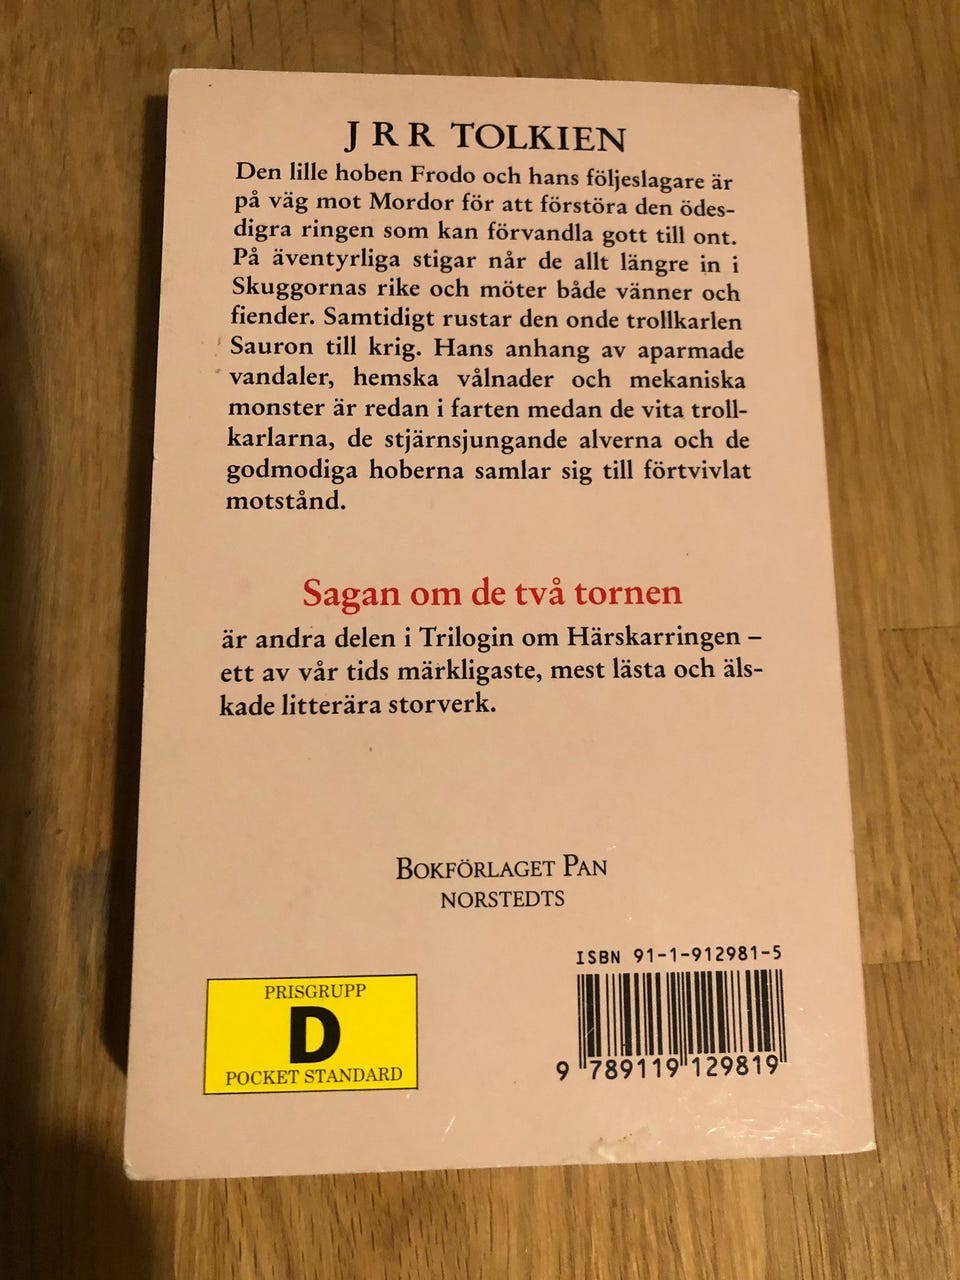 J R R TOLKIEN
Den lille hoben Frodo och hans följeslagare är
på väg mot Mordor för att förstöra den ödes-
digra ringen som kan förvandla gott till ont.
På äventyrliga stigar når de allt längre in i
Skuggornas rike och möter både vänner och
fiender. Samtidigt rustar den onde trollkarlen
Sauron till krig. Hans anhang av aparmade
vandaler, hemska vålnader och mekaniska
monster är redan i farten medan de vita troll-
karlarna, de stjärnsjungande alverna och de
godmodiga hoberna samlar sig till förtvivlat
motstånd.
Sagan om de två tornen
är andra delen i Trilogin om Härskarringen –
ett av vår tids märkligaste, mest lästa och äls-
kade litterära storverk.
BOKFÖRLAGET PAN
NORSTEDTS
PRISGRUPP
D
POCKET STANDARD
ISBN 91-1-912981-5
9 789119 129819